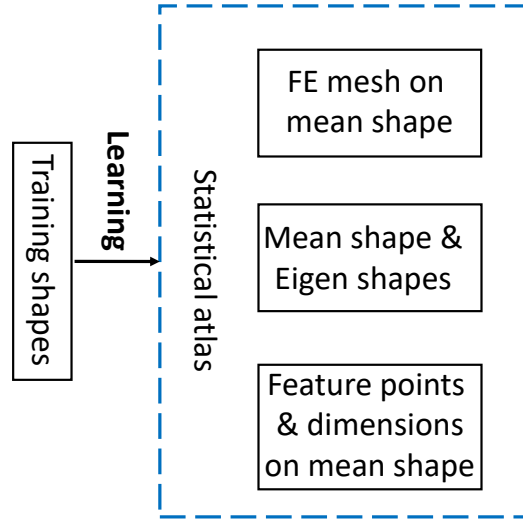 Training shapes
Learning
Statistical atlas
FE mesh on
mean shape
Mean shape &
Eigen shapes
Feature points
& dimensions
on mean shape